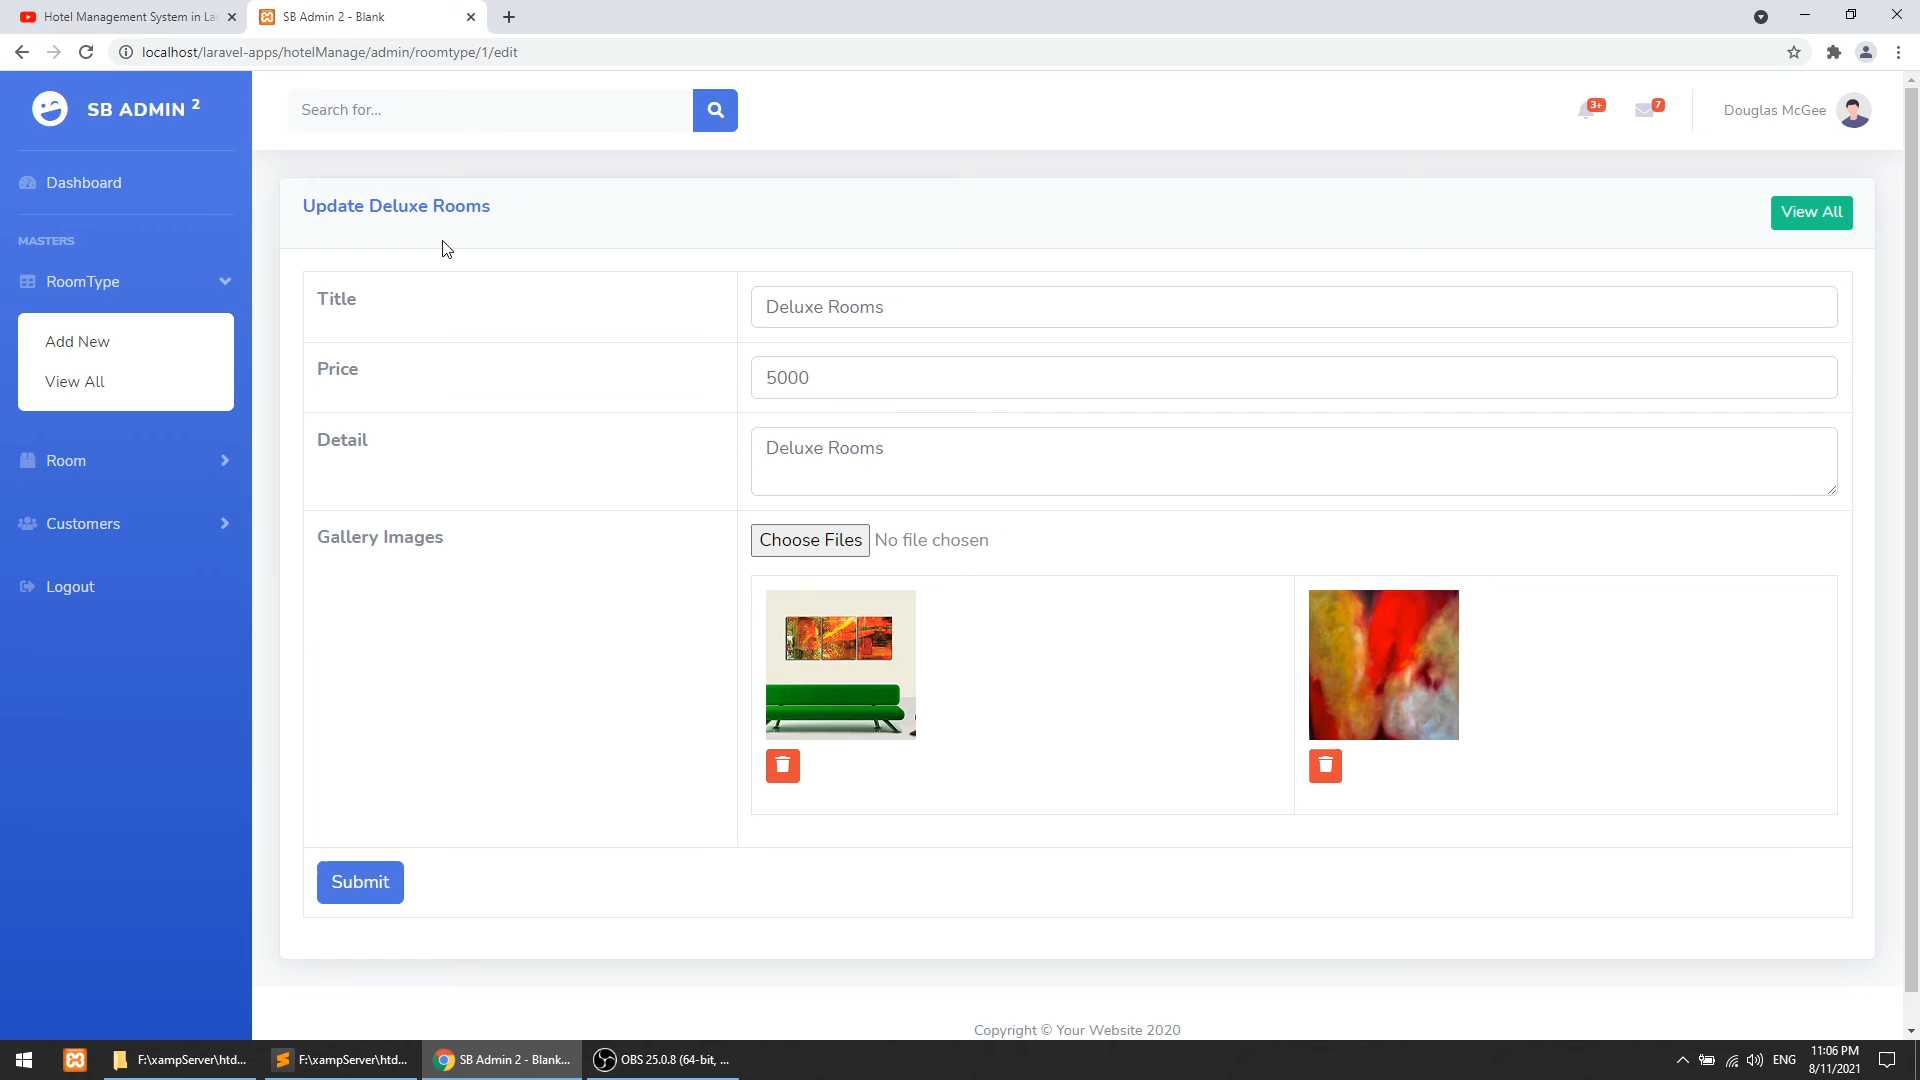 Hotel Management System in La
SB Admin 2 - Blank
localhost/laravel-apps/hotelManage/admin/roomtype/1/edit
SB ADMIN 2
Search for...
3+
7
Douglas McGee
Dashboard
MASTERS
RoomType
Add New
View All
Room
Customers
Logout
Update Deluxe Rooms
View All
Title
Deluxe Rooms
Price
5000
Detail
Deluxe Rooms
Gallery Images
Choose Files No file chosen
Submit
Copyright © Your Website 2020
F:\xampServer\htd...
F:\xampServer\htd...
SB Admin 2 - Blank...
OBS 25.0.8 (64-bit, ...
ENG
11:06 PM
8/11/2021